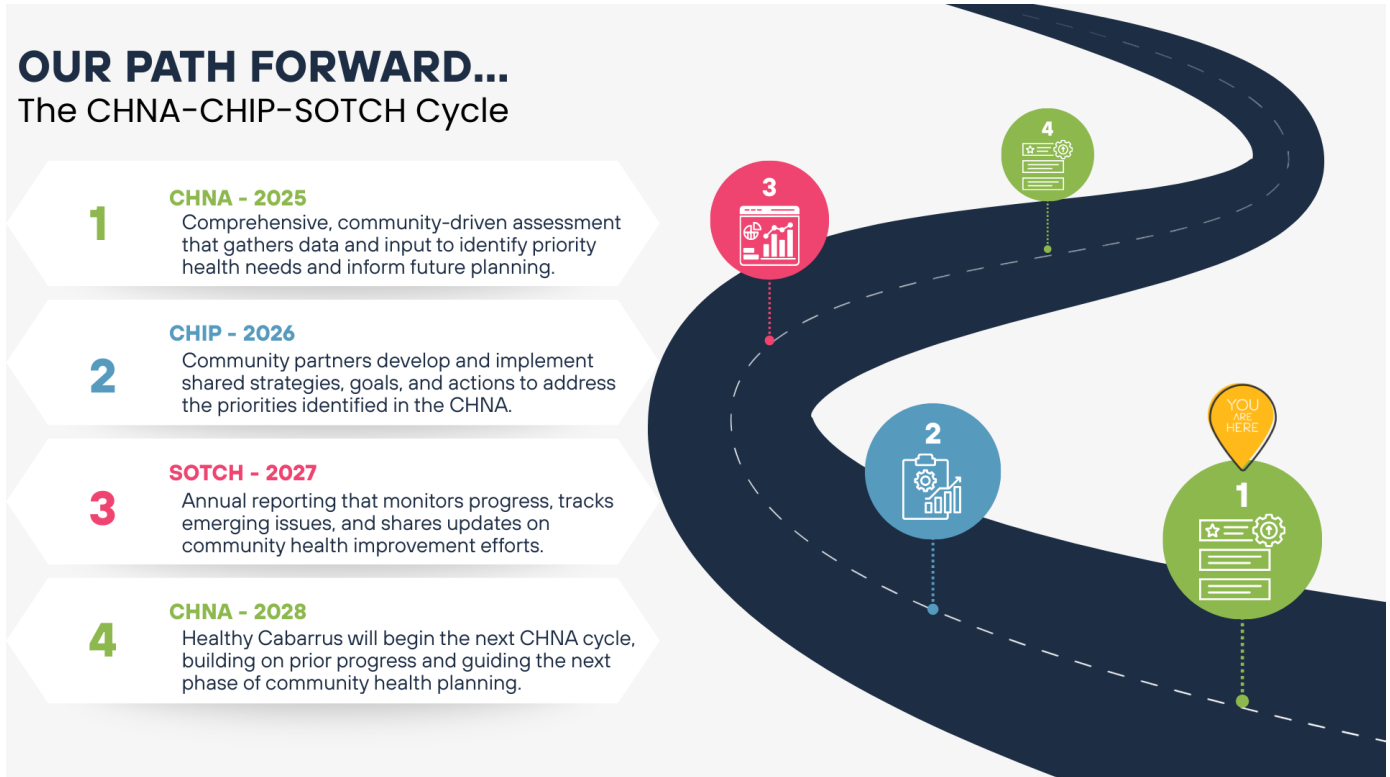 OUR PATH FORWARD...
The CHNA-CHIP-SOTCH Cycle
1
CHNA - 2025
Comprehensive, community-driven assessment
that gathers data and input to identify priority
health needs and inform future planning.
2
CHIP - 2026
Community partners develop and implement
shared strategies, goals, and actions to address
the priorities identified in the CHNA.
3
SOTCH - 2027
Annual reporting that monitors progress, tracks
emerging issues, and shares updates on
community health improvement efforts.
4
CHNA - 2028
Healthy Cabarrus will begin the next CHNA cycle,
building on prior progress and guiding the next
phase of community health planning.
4
3
2
YOU
ARE
HERE
1